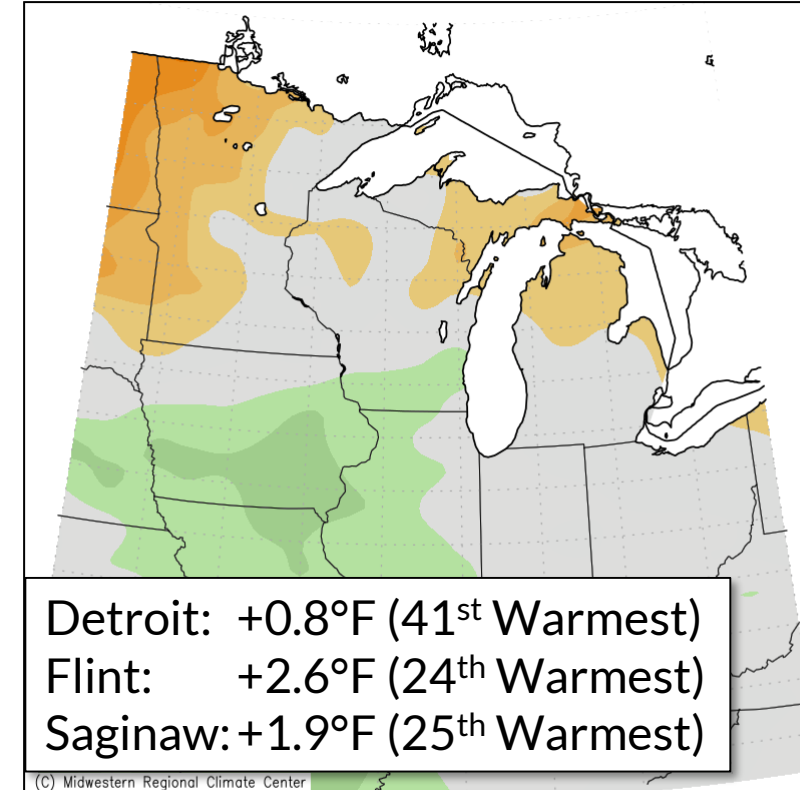 Detroit: +0.8°F (41st Warmest)
Flint: +2.6°F (24th Warmest)
Saginaw: +1.9°F (25th Warmest)
(C) Midwestern Regional Climate Center